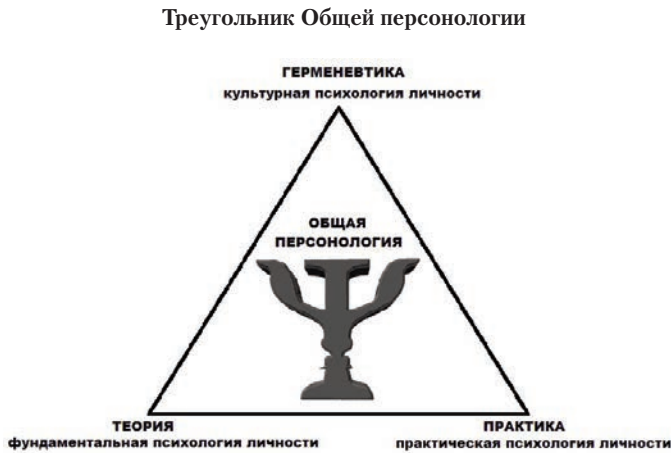 Треугольник Общей персонологии
ГЕРМЕНЕВТИКА
культурная психология личности
ОБЩАЯ
ПЕРСОНОЛОГИЯ
ТЕОРИЯ
фундаментальная психология личности
ПРАКТИКА
практическая психология личности